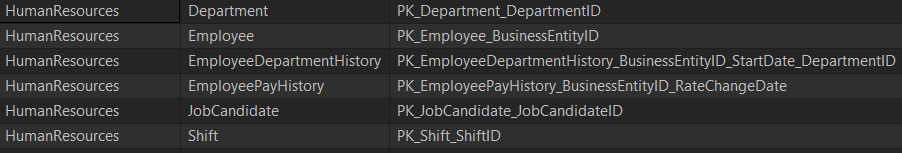 HumanResources Department PK_Department_DepartmentID
HumanResources Employee PK_Employee_BusinessEntityID
HumanResources EmployeeDepartmentHistory PK_EmployeeDepartmentHistory_BusinessEntityID_StartDate_DepartmentID
HumanResources EmployeePayHistory PK_EmployeePayHistory_BusinessEntityID_RateChangeDate
HumanResources JobCandidate PK_JobCandidate_JobCandidateID
HumanResources Shift PK_Shift_ShiftID